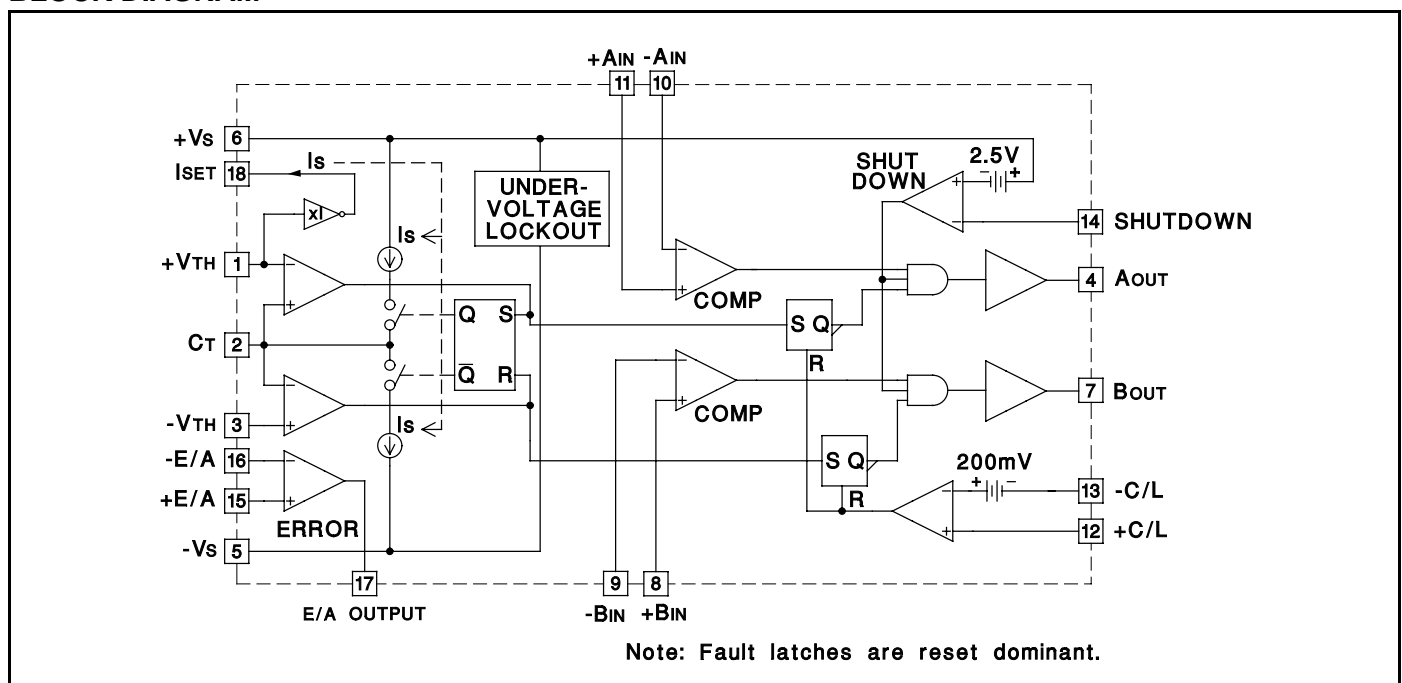 +AIN -AIN
11 10
+VS 6
ISET 18
IS
xI
UNDER-
VOLTAGE
LOCKOUT
SHUT
DOWN
2.5V
- +
+
-
14 SHUTDOWN
IS
+VTH 1
-
+
-
+
COMP
4 AOUT
Q S
Q̅ R
S Q
R
CT 2
-
+
-VTH 3
IS
-
+
COMP
7 BOUT
-E/A 16
+E/A 15
-
+
ERROR
S Q
R
200mV
+ -
-
+
13 -C/L
12 +C/L
-VS 5
17
E/A OUTPUT
9 8
-BIN +BIN
Note: Fault latches are reset dominant.